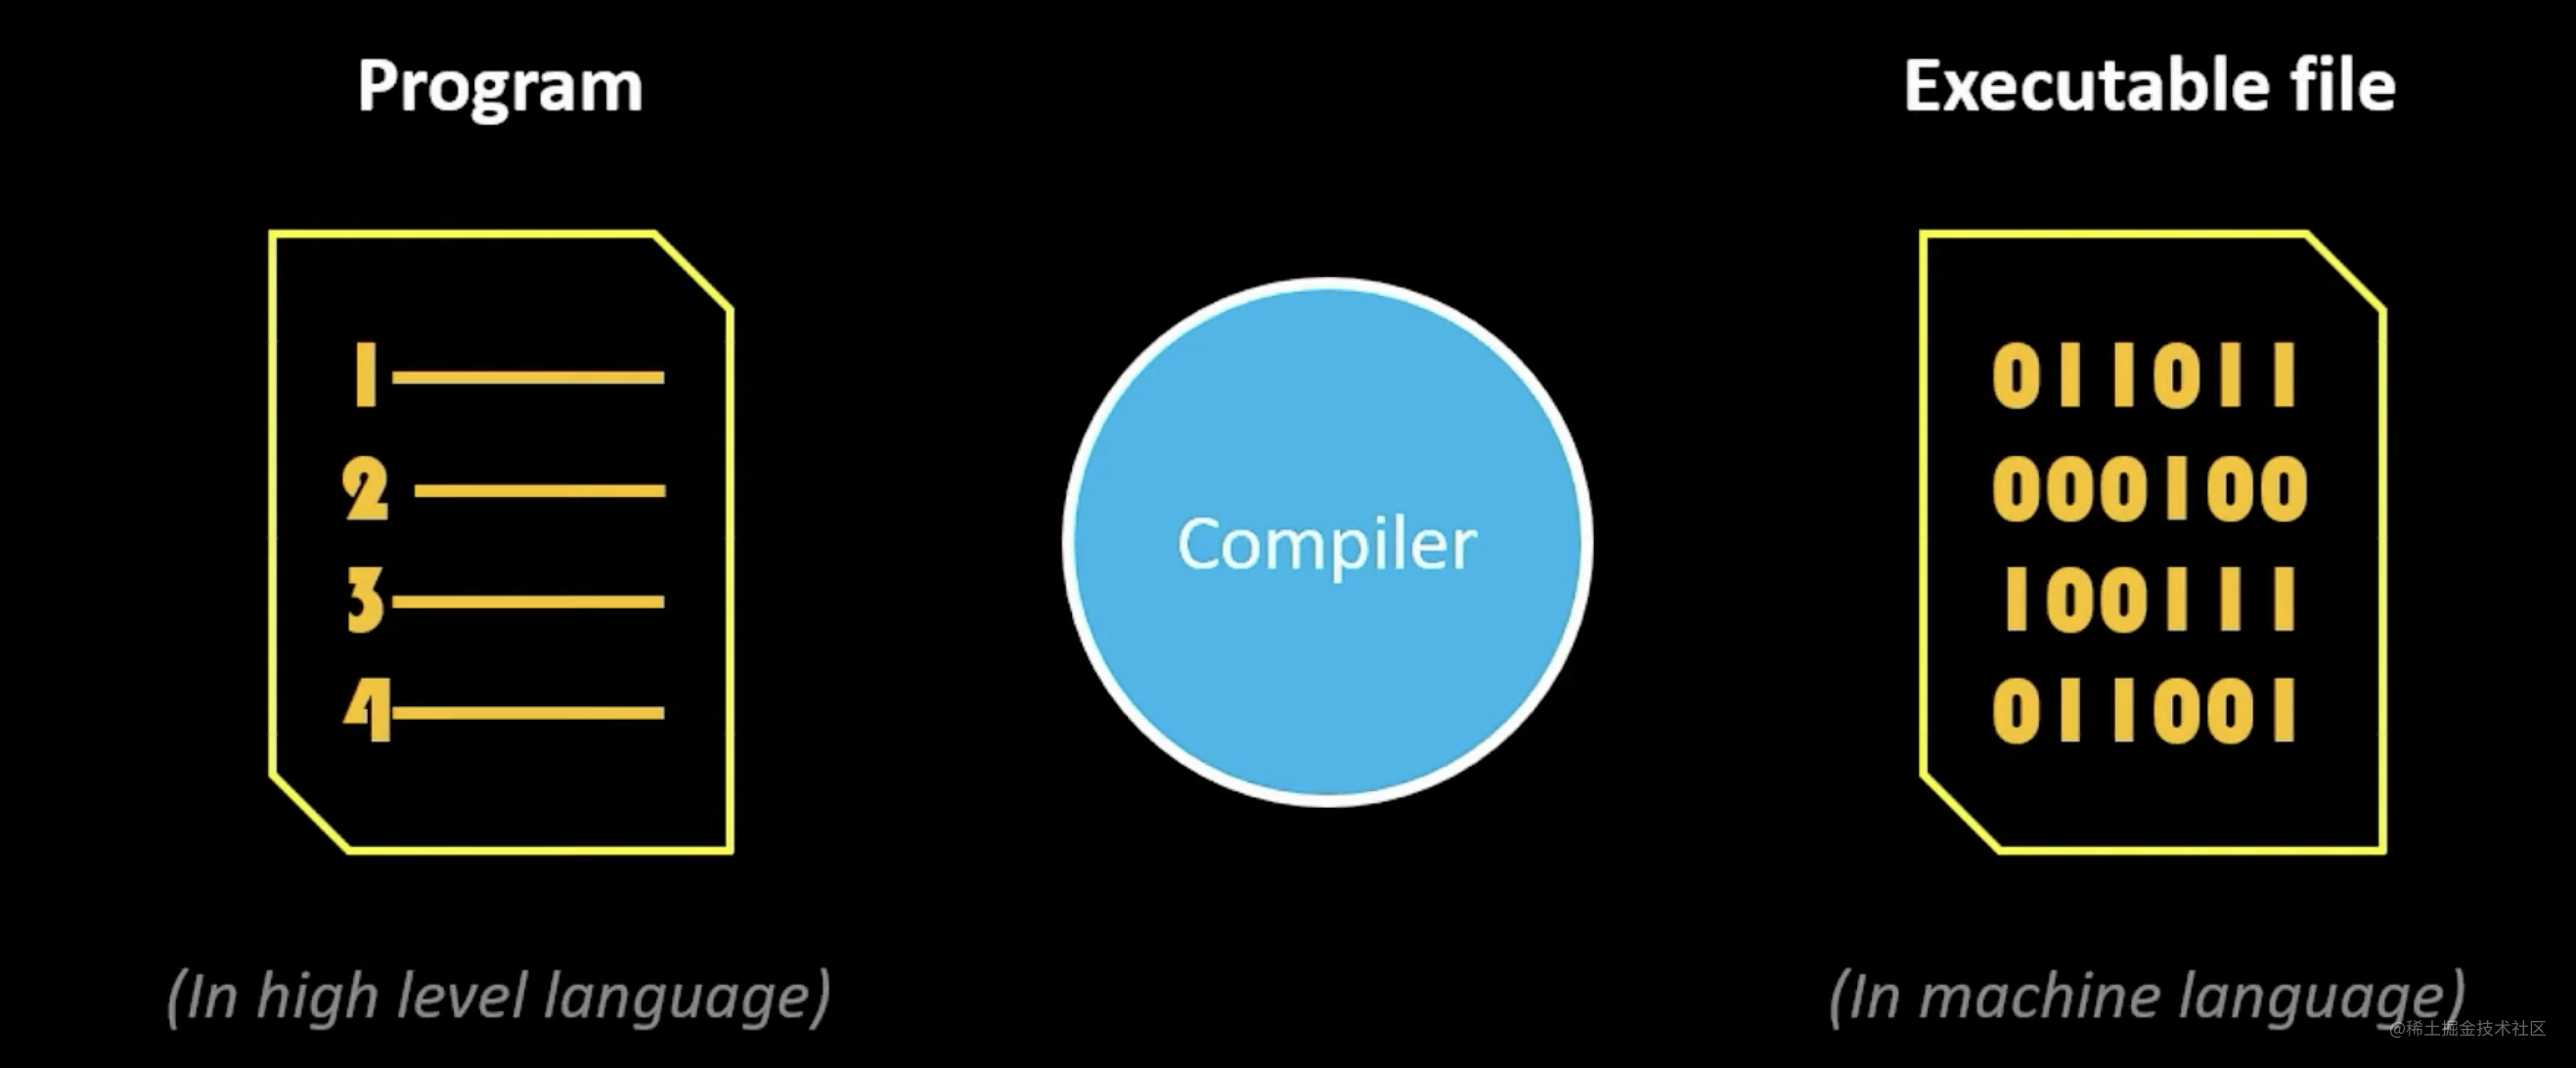 Program
1
2
3
4
(In high level language)
Compiler
Executable file
011011
000100
100111
011001
(In machine language)
@稀土掘金技术社区